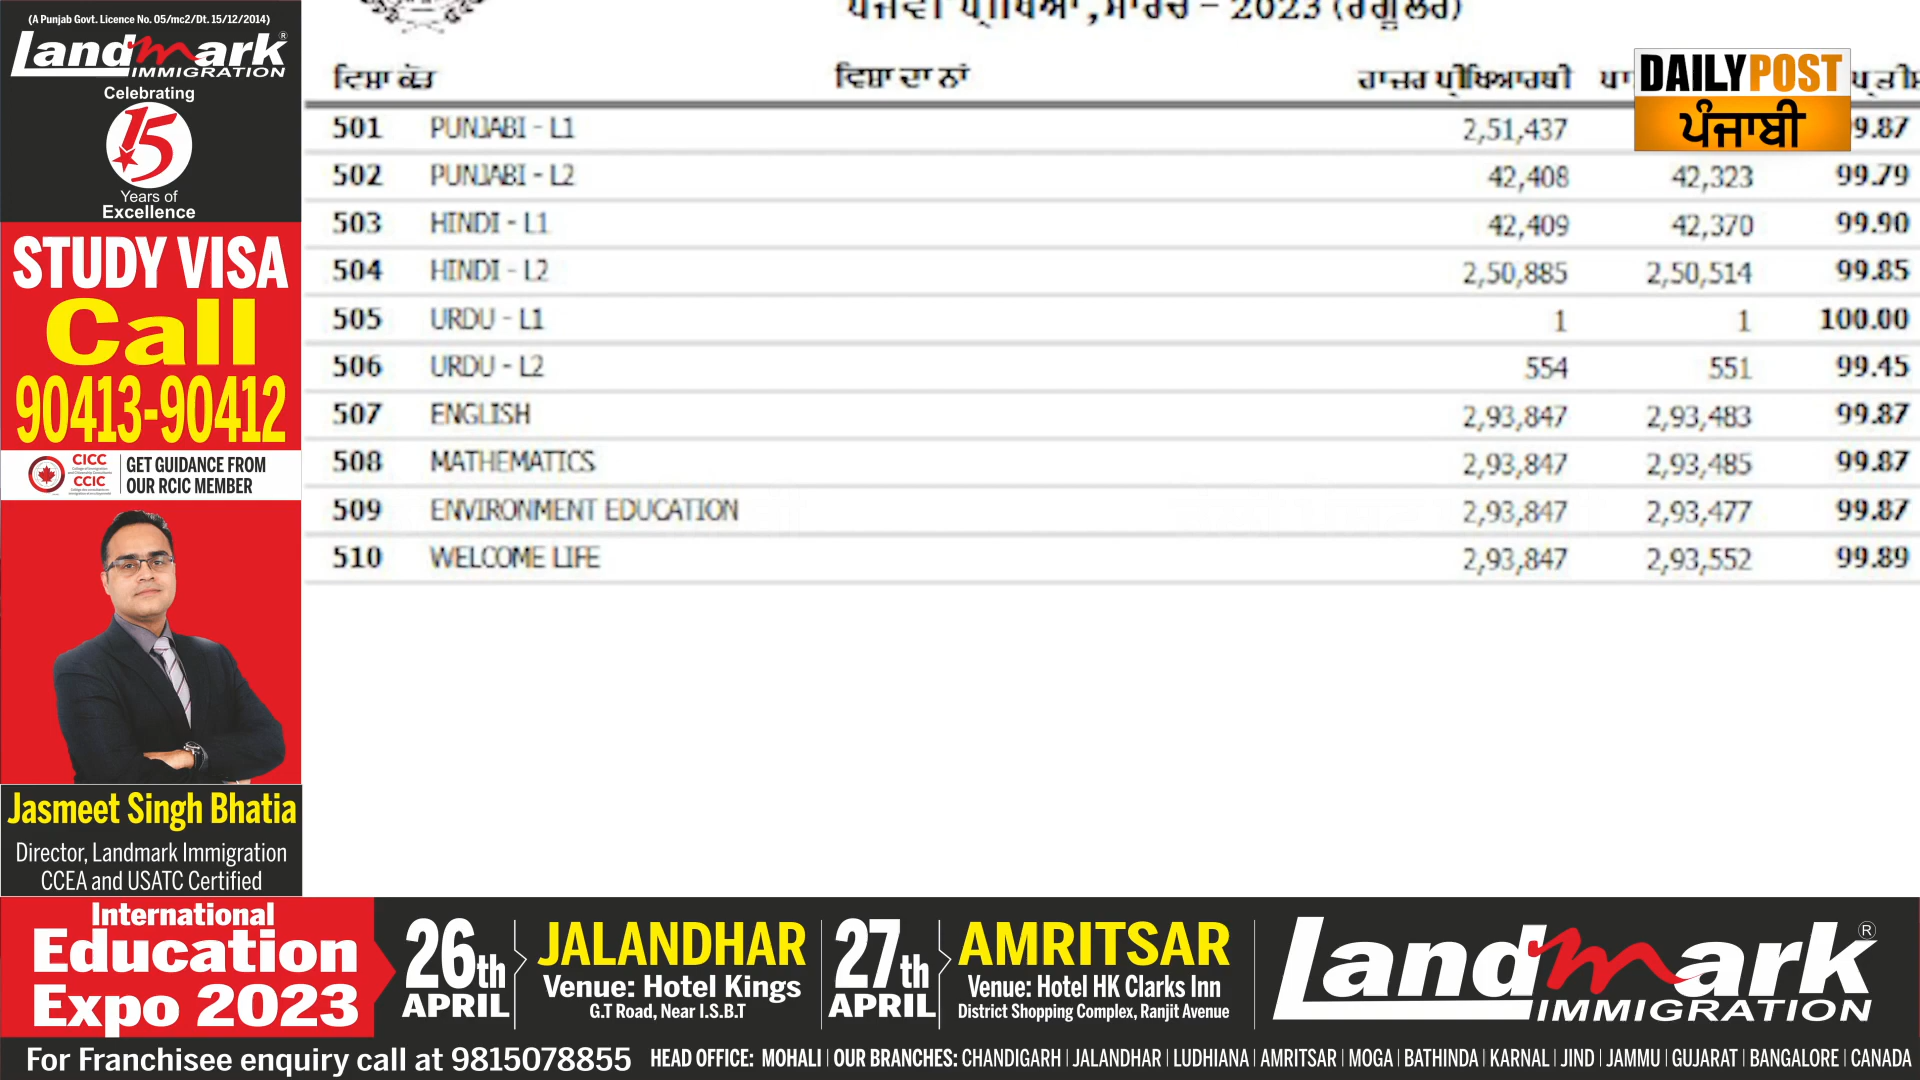 (A Punjab Govt. Licence No. 05/mc2/Dt. 15/12/2014)
Landmark®
IMMIGRATION
Celebrating
15
Years of
Excellence
STUDY VISA
Call
90413-90412
CICC
CCIC
GET GUIDANCE FROM
OUR RCIC MEMBER
Jasmeet Singh Bhatia
Director, Landmark Immigration
CCEA and USATC Certified
ਪੰਜਵੀਂ ਪ੍ਰੀਖਿਆ, ਮਾਰਚ - 2023 (ਰੈਗੂਲਰ)
ਵਿਸ਼ਾ ਕੋਡ ਵਿਸ਼ਾ ਦਾ ਨਾਂ ਹਾਜ਼ਰ ਪ੍ਰੀਖਿਆਰਥੀ
DAILYPOST
ਪੰਜਾਬੀ
501 PUNJABI - L1 2,51,437 9.87
502 PUNJABI - L2 42,408 42,323 99.79
503 HINDI - L1 42,409 42,370 99.90
504 HINDI - L2 2,50,885 2,50,514 99.85
505 URDU - L1 1 1 100.00
506 URDU - L2 554 551 99.45
507 ENGLISH 2,93,847 2,93,483 99.87
508 MATHEMATICS 2,93,847 2,93,485 99.87
509 ENVIRONMENT EDUCATION 2,93,847 2,93,477 99.87
510 WELCOME LIFE 2,93,847 2,93,552 99.89
International
Education
Expo 2023
26th
APRIL
JALANDHAR
Venue: Hotel Kings
G.T Road, Near I.S.B.T
27th
APRIL
AMRITSAR
Venue: Hotel HK Clarks Inn
District Shopping Complex, Ranjit Avenue
Landmark®
IMMIGRATION
For Franchisee enquiry call at 9815078855 HEAD OFFICE: MOHALI | OUR BRANCHES: CHANDIGARH | JALANDHAR | LUDHIANA | AMRITSAR | MOGA | BATHINDA | KARNAL | JIND | JAMMU | GUJARAT | BANGALORE | CANADA